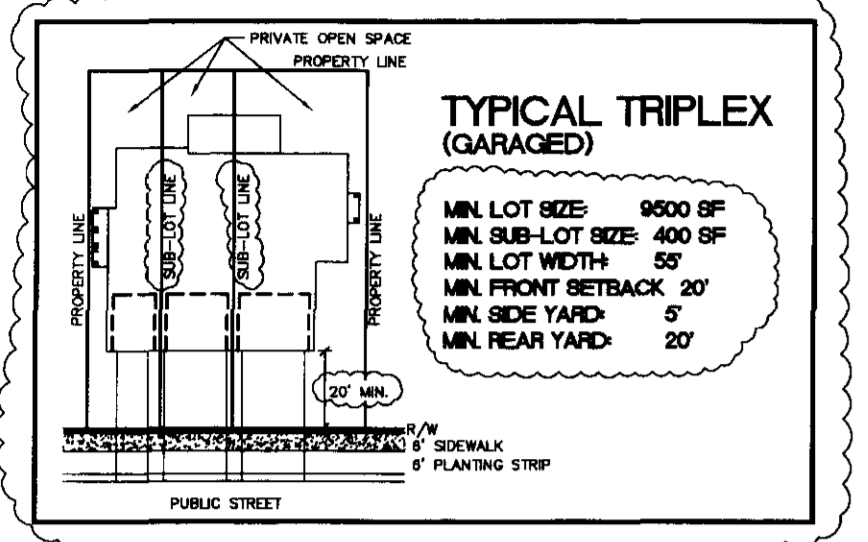 PRIVATE OPEN SPACE
PROPERTY LINE
TYPICAL TRIPLEX
(GARAGED)
SUB-LOT LINE
SUB-LOT LINE
PROPERTY LINE
PROPERTY LINE
MIN. LOT SIZE: 9500 SF
MIN. SUB-LOT SIZE: 400 SF
MIN. LOT WIDTH: 55'
MIN. FRONT SETBACK 20'
MIN. SIDE YARD: 5'
MIN. REAR YARD: 20'
20' MIN.
R/W
6' SIDEWALK
6' PLANTING STRIP
PUBLIC STREET